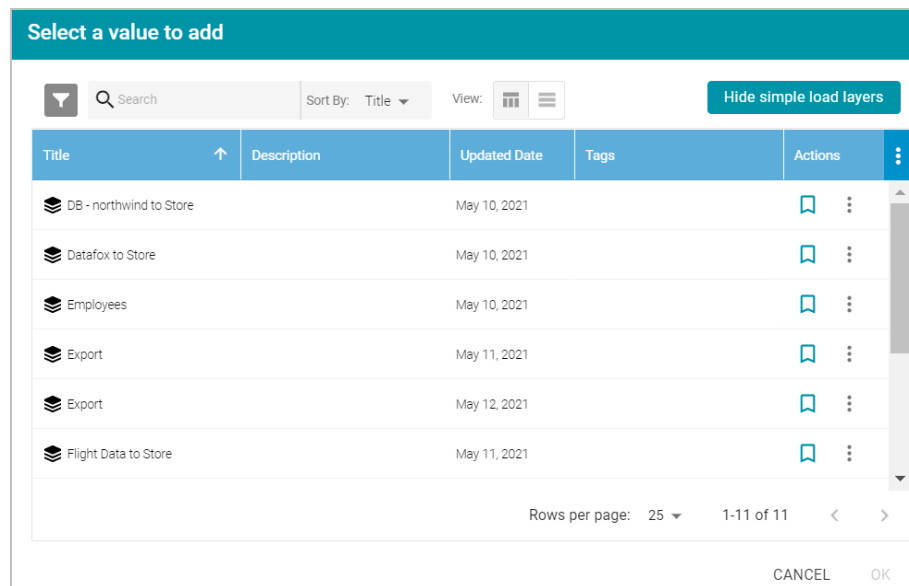 Select a value to add
Search Sort By: Title View: Hide simple load layers
Title Description Updated Date Tags Actions
DB - northwind to Store May 10, 2021
Datafox to Store May 10, 2021
Employees May 10, 2021
Export May 11, 2021
Export May 12, 2021
Flight Data to Store May 11, 2021
Rows per page: 25 1-11 of 11
CANCEL OK